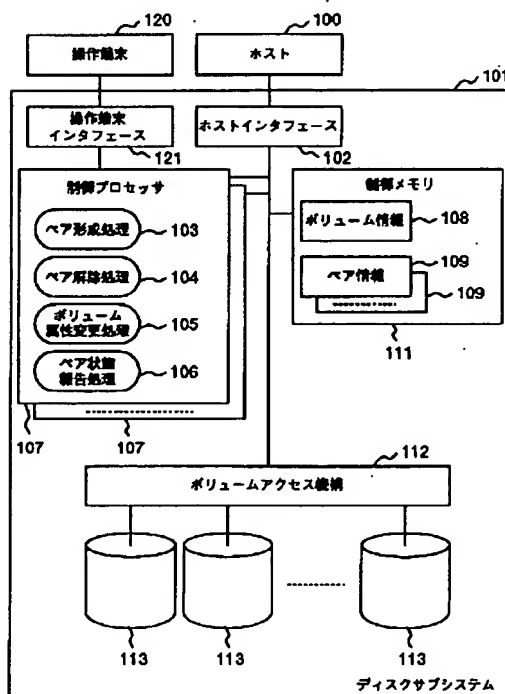 120
100
操作端末
ホスト
101
操作端末
インタフェース
ホストインタフェース
121
102
制御プロセッサ
制御メモリ
ペア形成処理
103
ボリューム情報
108
ペア解除処理
104
ペア情報
109
109
ボリューム
属性変更処理
105
111
ペア状態
報告処理
106
107
107
112
ボリュームアクセス機構
113
113
113
ディスクサブシステム